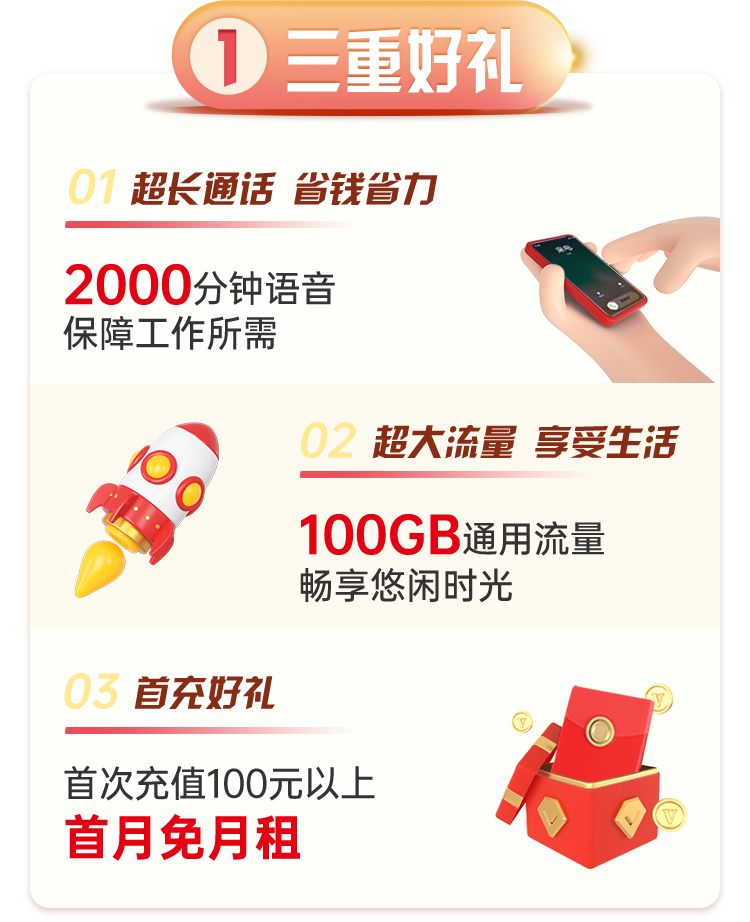 1 三重好礼
01 超长通话 省钱省力
2000分钟语音
保障工作所需
02 超大流量 享受生活
100GB通用流量
畅享悠闲时光
03 首充好礼
首次充值100元以上
首月免月租